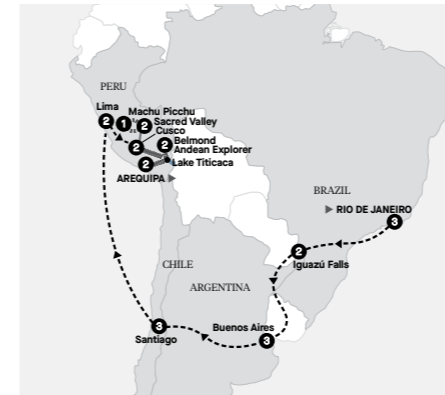 PERU
Lima
Machu Picchu
2
1
2
Sacred Valley
Cusco
2
2
Belmond
Andean Explorer
2
Lake Titicaca
AREQUIPA
BRAZIL
RIO DE JANEIRO
3
2
Iguazú Falls
CHILE
ARGENTINA
Buenos Aires
3
3
Santiago